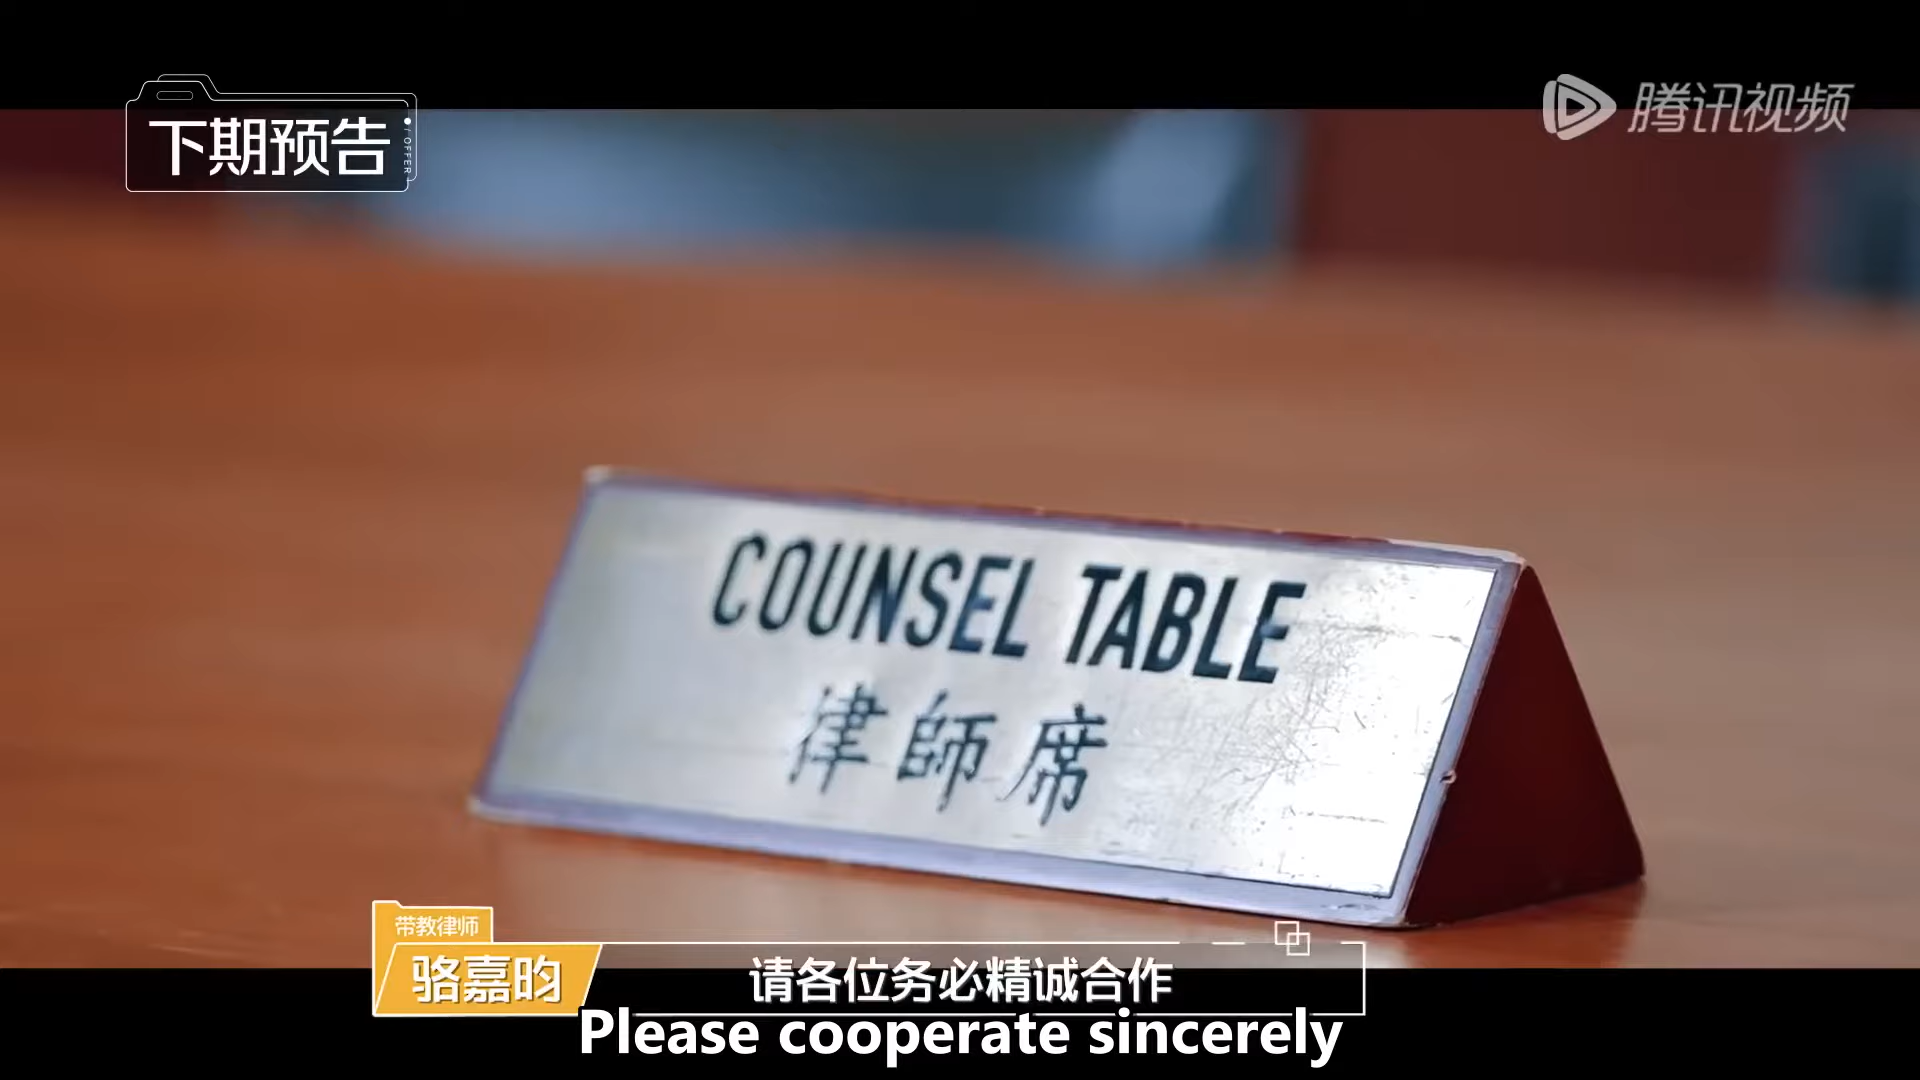 下期预告
/ OFFER
腾讯视频
COUNSEL TABLE
律師席
带教律师
骆嘉昀
请各位务必精诚合作
Please cooperate sincerely